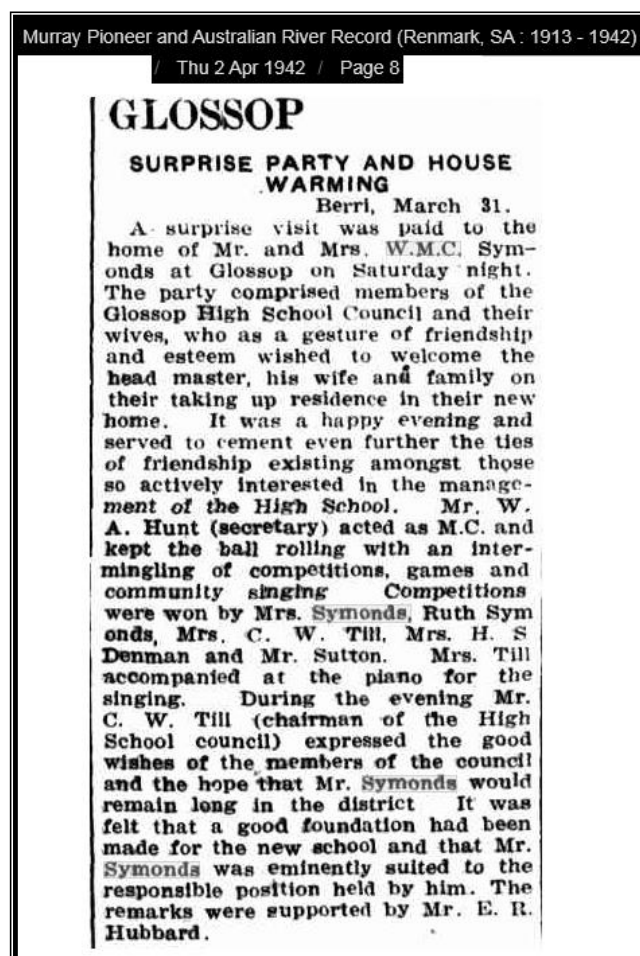 Murray Pioneer and Australian River Record (Renmark, SA : 1913 - 1942)
/ Thu 2 Apr 1942 / Page 8
GLOSSOP
SURPRISE PARTY AND HOUSE
WARMING
Berri, March 31.
A surprise visit was paid to the
home of Mr. and Mrs. W.M.C. Sym-
onds at Glossop on Saturday night.
The party comprised members of the
Glossop High School Council and their
wives, who as a gesture of friendship
and esteem wished to welcome the
head master, his wife and family on
their taking up residence in their new
home. It was a happy evening and
served to cement even further the ties
of friendship existing amongst those
so actively interested in the manage-
ment of the High School. Mr. W.
A. Hunt (secretary) acted as M.C. and
kept the ball rolling with an inter-
mingling of competitions, games and
community singing Competitions
were won by Mrs. Symonds, Ruth Sym
onds, Mrs. C. W. Till, Mrs. H. S
Denman and Mr. Sutton. Mrs. Till
accompanied at the piano for the
singing. During the evening Mr.
C. W. Till (chairman of the High
School council) expressed the good
wishes of the members of the council
and the hope that Mr. Symonds would
remain long in the district It was
felt that a good foundation had been
made for the new school and that Mr.
Symonds was eminently suited to the
responsible position held by him. The
remarks were supported by Mr. E. R.
Hubbard.